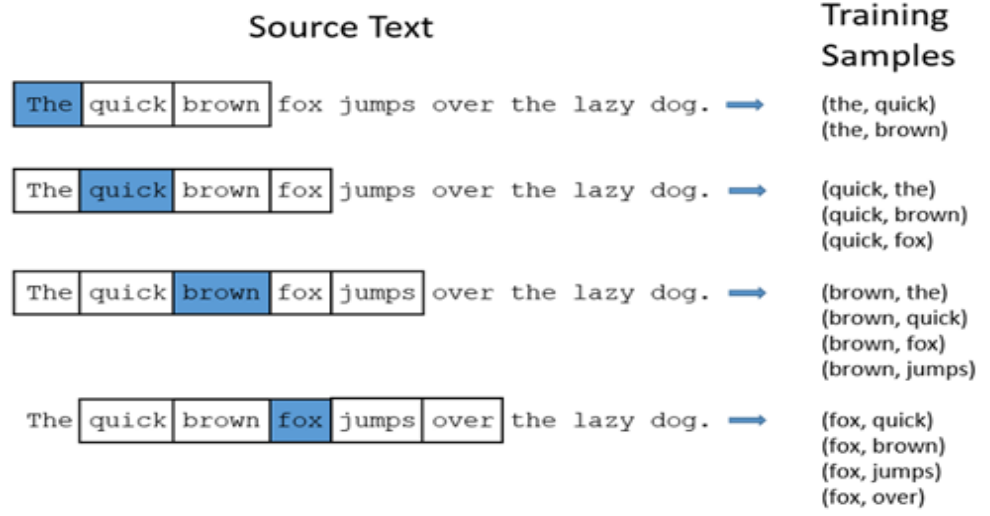 Source Text
Training
Samples
The quick brown fox jumps over the lazy dog.
(the, quick)
(the, brown)
The quick brown fox jumps over the lazy dog.
(quick, the)
(quick, brown)
(quick, fox)
The quick brown fox jumps over the lazy dog.
(brown, the)
(brown, quick)
(brown, fox)
(brown, jumps)
The quick brown fox jumps over the lazy dog.
(fox, quick)
(fox, brown)
(fox, jumps)
(fox, over)